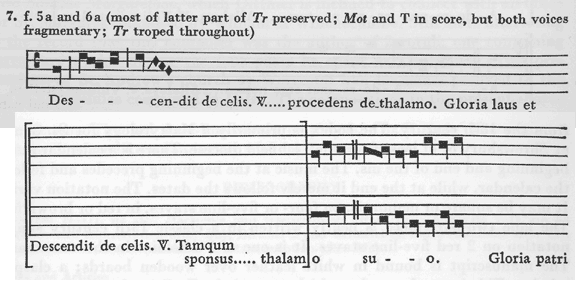 7. f. 5a and 6a (most of latter part of Tr preserved; Mot and T in score, but both voices
fragmentary; Tr troped throughout)
Des - - - cen-dit de celis. V.....procedens de thalamo. Gloria laus et
Descendit de celis. V. Tamqum
sponsus..... thalam o su - - o. Gloria patri